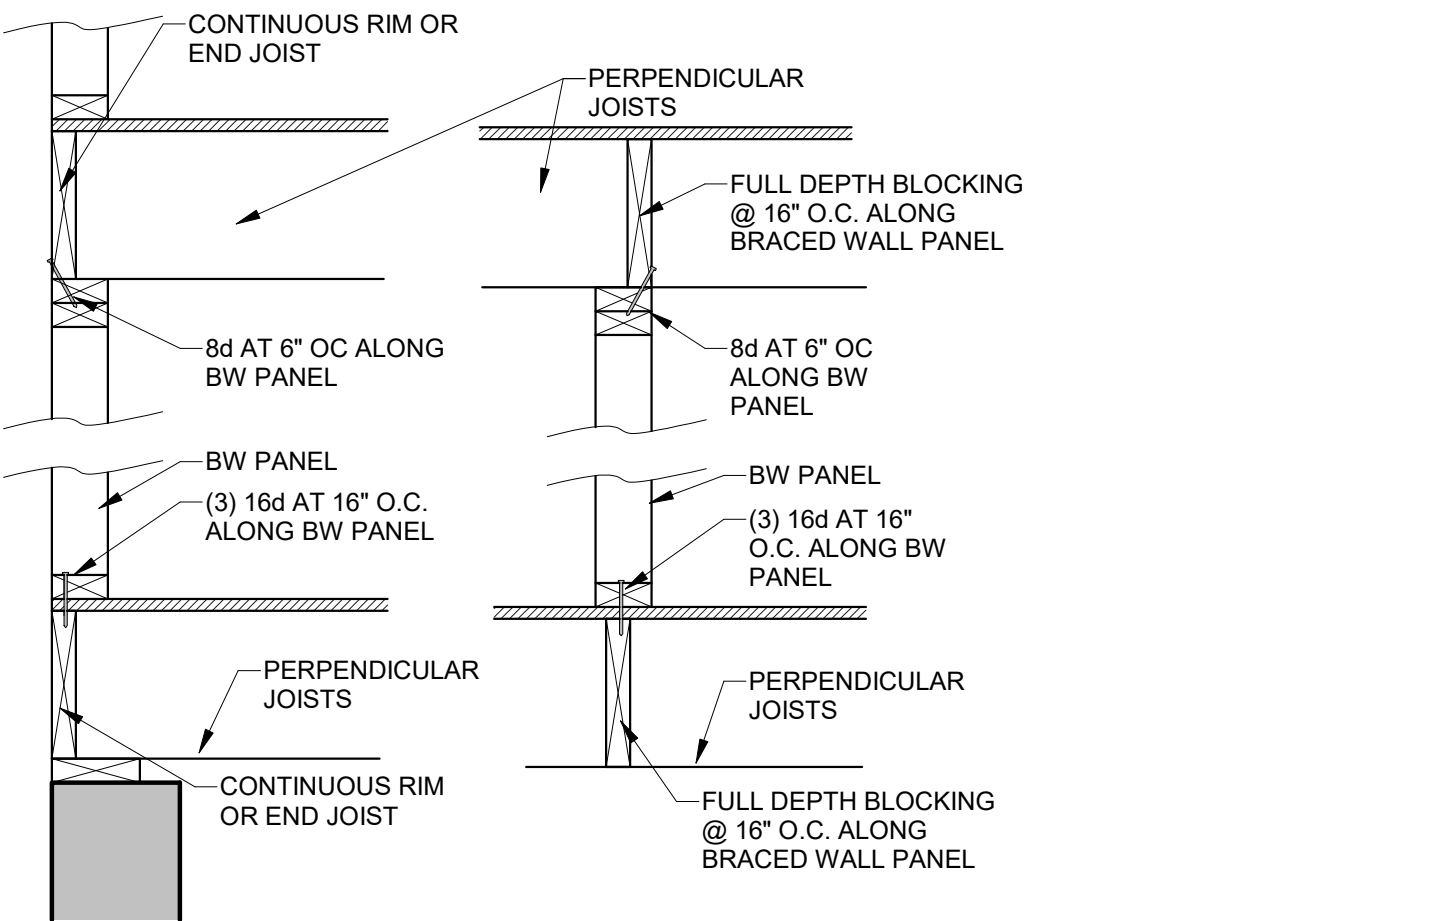 CONTINUOUS RIM OR
END JOIST
PERPENDICULAR
JOISTS
FULL DEPTH BLOCKING
@ 16" O.C. ALONG
BRACED WALL PANEL
8d AT 6" OC ALONG
BW PANEL
8d AT 6" OC
ALONG BW
PANEL
BW PANEL
(3) 16d AT 16" O.C.
ALONG BW PANEL
BW PANEL
(3) 16d AT 16"
O.C. ALONG BW
PANEL
PERPENDICULAR
JOISTS
PERPENDICULAR
JOISTS
CONTINUOUS RIM
OR END JOIST
FULL DEPTH BLOCKING
@ 16" O.C. ALONG
BRACED WALL PANEL